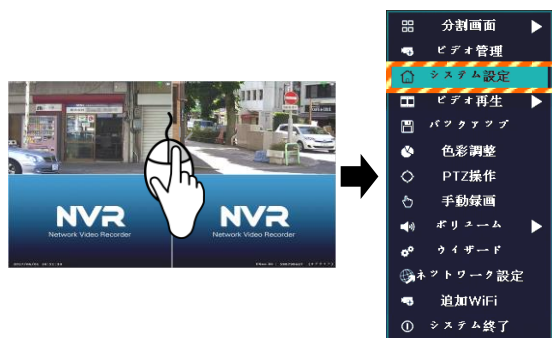 NVR
Network Video Recorder
NVR
Network Video Recorder
分割画面
ビデオ管理
システム設定
ビデオ再生
バックアップ
色彩調整
PTZ操作
手動録画
ボリューム
ウイザード
ネットワーク設定
追加WiFi
システム終了